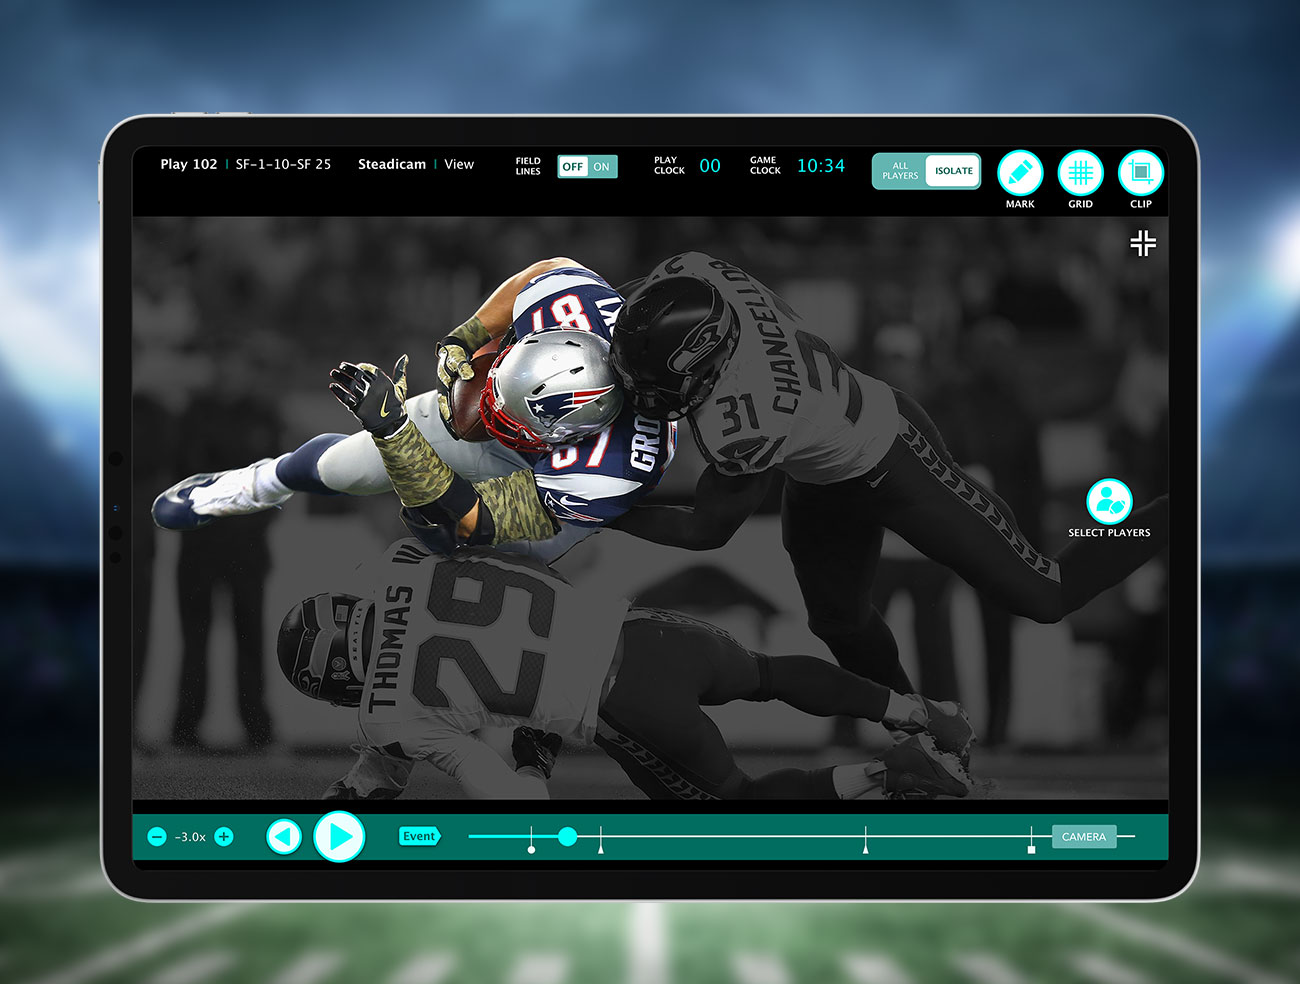 Play 102 | SF-1-10-SF 25
Steadicam | View
FIELD
LINES
OFF ON
PLAY
CLOCK
00
GAME
CLOCK
10:34
ALL
PLAYERS
ISOLATE
MARK
GRID
CLIP
87
87
GRO
CHANCELLOR
31
3
SELECT PLAYERS
THOMAS III
29
− -3.0x +
Event
CAMERA